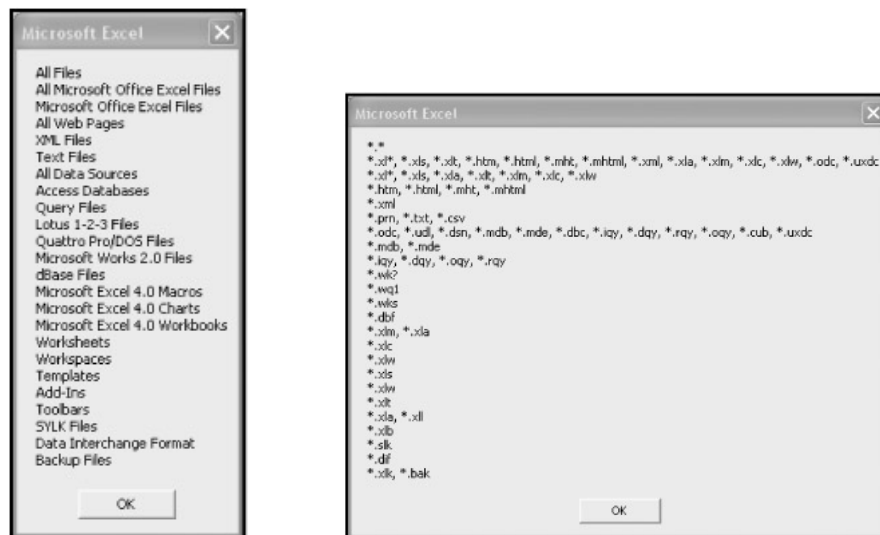 Microsoft Excel
All Files
All Microsoft Office Excel Files
Microsoft Office Excel Files
All Web Pages
XML Files
Text Files
All Data Sources
Access Databases
Query Files
Lotus 1-2-3 Files
Quattro Pro/DOS Files
Microsoft Works 2.0 Files
dBase Files
Microsoft Excel 4.0 Macros
Microsoft Excel 4.0 Charts
Microsoft Excel 4.0 Workbooks
Worksheets
Workspaces
Templates
Add-Ins
Toolbars
SYLK Files
Data Interchange Format
Backup Files
OK
Microsoft Excel
*.*
*.xl*, *.xls, *.xlt, *.htm, *.html, *.mht, *.mhtml, *.xml, *.xla, *.xlm, *.xlc, *.xlw, *.odc, *.uxdc
*.xl*, *.xls, *.xla, *.xlt, *.xlm, *.xlc, *.xlw
*.htm, *.html, *.mht, *.mhtml
*.xml
*.prn, *.txt, *.csv
*.odc, *.udl, *.dsn, *.mdb, *.mde, *.dbc, *.iqy, *.dqy, *.rqy, *.oqy, *.cub, *.uxdc
*.mdb, *.mde
*.iqy, *.dqy, *.oqy, *.rqy
*.wk?
*.wq1
*.wks
*.dbf
*.xlm, *.xla
*.xlc
*.xlw
*.xls
*.xlw
*.xlt
*.xla, *.xll
*.xlb
*.slk
*.dif
*.xlk, *.bak
OK